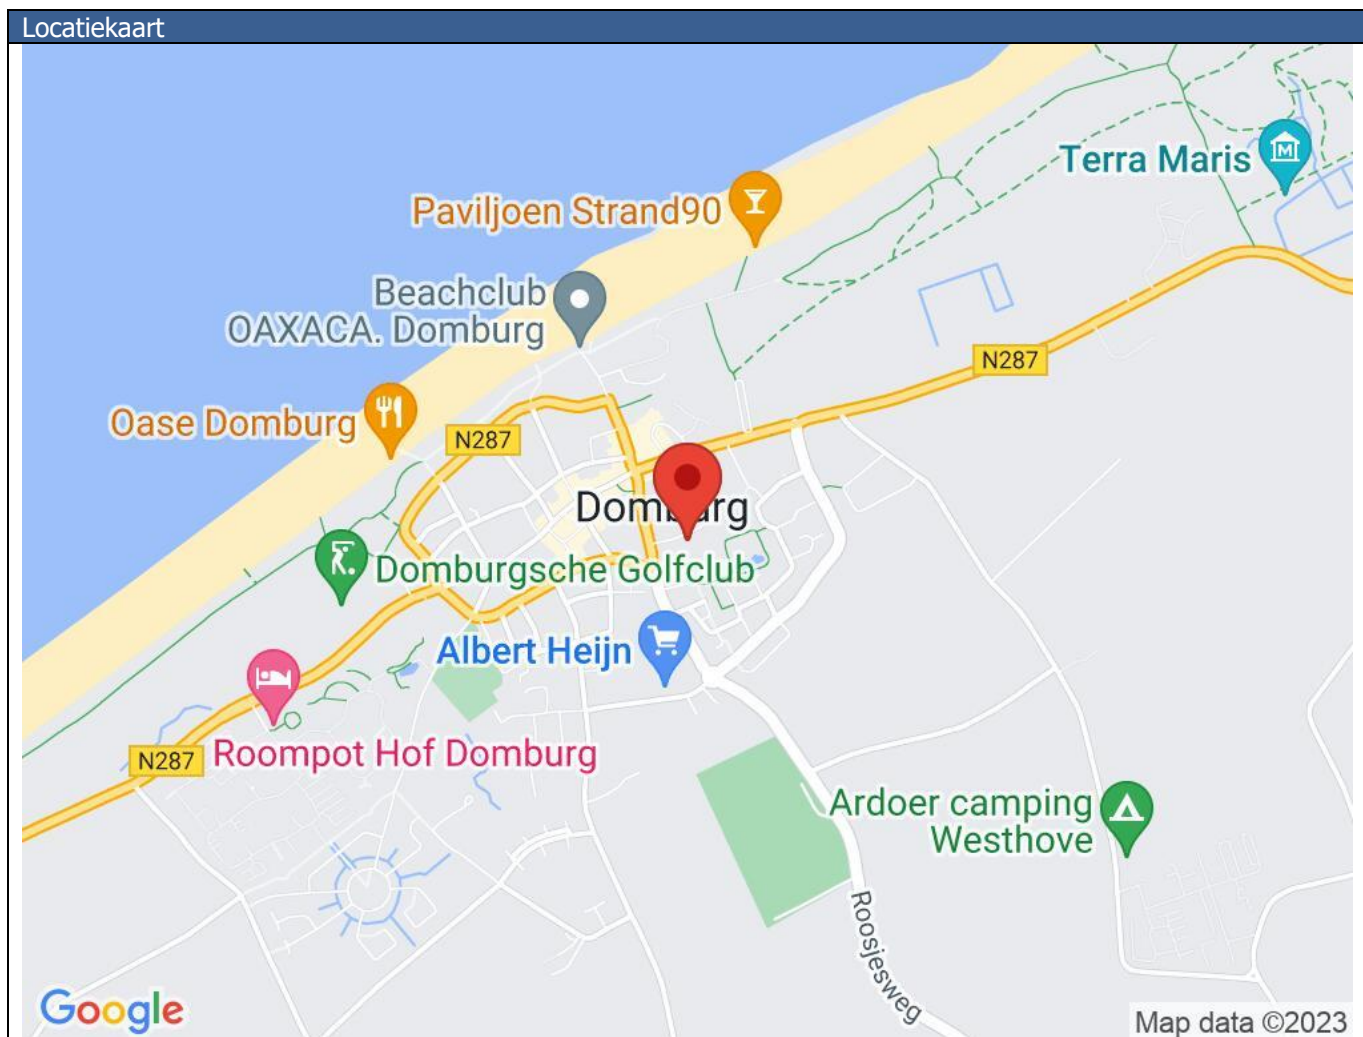 Locatiekaart
Terra Maris
Paviljoen Strand90
Beachclub
OAXACA. Domburg
N287
Oase Domburg
N287
Domburg
Domburgsche Golfclub
Albert Heijn
Roompot Hof Domburg
N287
Ardoer camping
Westhove
Roosjesweg
Google
Map data ©2023